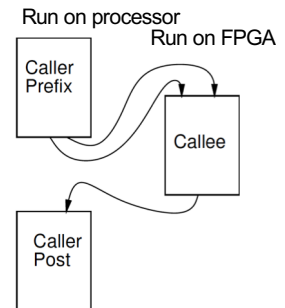 Run on processor
Run on FPGA
Caller
Prefix
Callee
Caller
Post